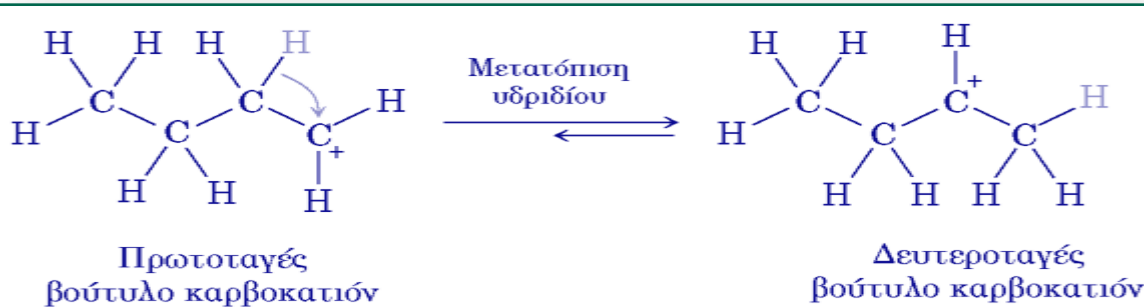 H H H H
C C H
H C C+
H H H
Μετατόπιση
υδριδίου
H
H H
C C+ H
H C C
H H H H
Πρωτοταγές
βούτυλο καρβοκατιόν
Δευτεροταγές
βούτυλο καρβοκατιόν